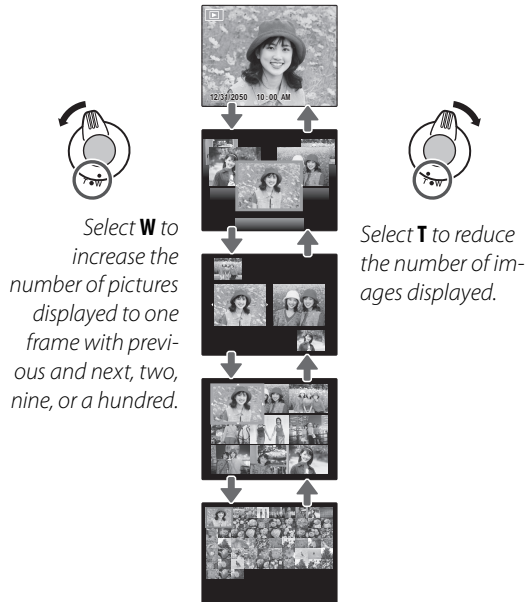 12/31/2050 10:00 AM
Select W to
increase the
number of pictures
displayed to one
frame with previ-
ous and next, two,
nine, or a hundred.
Select T to reduce
the number of im-
ages displayed.